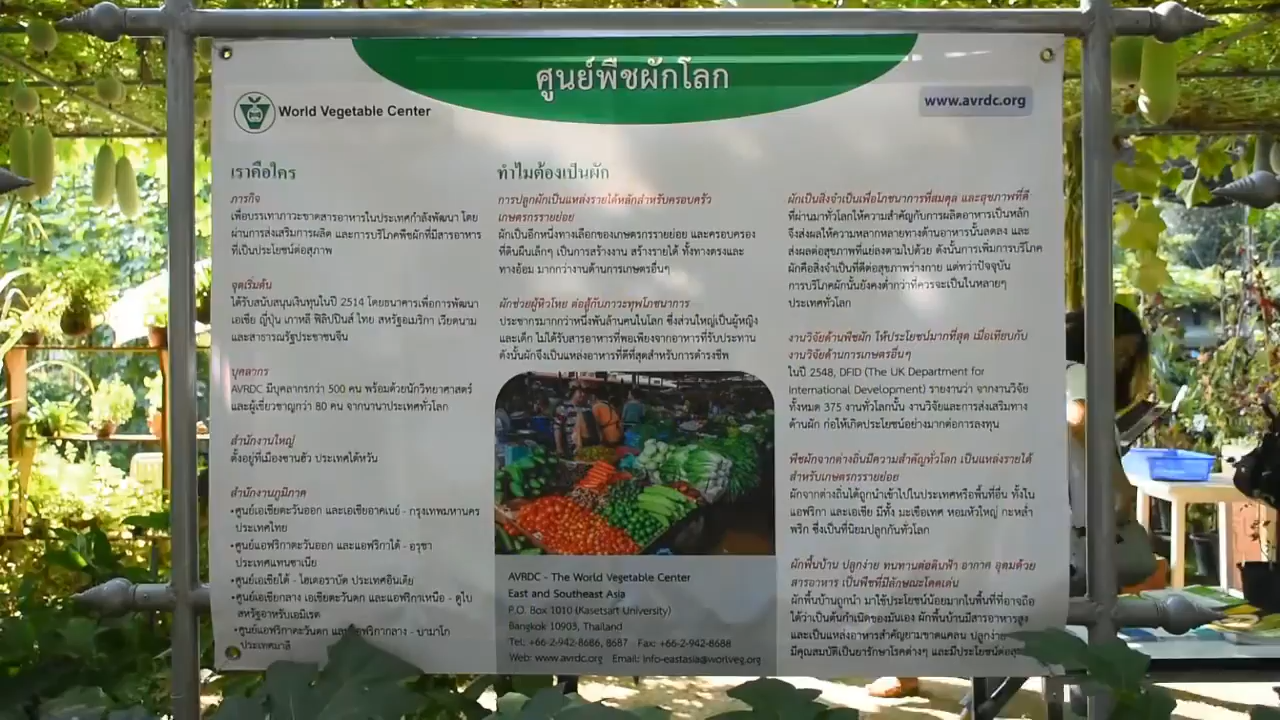 ศูนย์พืชผักโลก
World Vegetable Center
www.avrdc.org
เราคือใคร
ภารกิจ
เพื่อบรรเทาภาวะขาดสารอาหารในประเทศกำลังพัฒนา โดย
ผ่านการส่งเสริมการผลิต และการบริโภคพืชผักที่มีสารอาหาร
ที่เป็นประโยชน์ต่อสุภาพ
จุดเริ่มต้น
ได้รับสนับสนุนเงินทุนในปี 2514 โดยธนาคารเพื่อการพัฒนา
เอเชีย ญี่ปุ่น เกาหลี ฟิลิปปินส์ ไทย สหรัฐอเมริกา เวียดนาม
และสาธารณรัฐประชาชนจีน
บุคลากร
AVRDC มีบุคลากรกว่า 500 คน พร้อมด้วยนักวิทยาศาสตร์
และผู้เชี่ยวชาญกว่า 80 คน จากนานาประเทศทั่วโลก
สำนักงานใหญ่
ตั้งอยู่ที่เมืองซานฮัว ประเทศไต้หวัน
สำนักงานภูมิภาค
•ศูนย์เอเชียตะวันออก และเอเชียอาคเนย์ - กรุงเทพมหานคร
ประเทศไทย
•ศูนย์แอฟริกาตะวันออก และแอฟริกาใต้ - อรุชา
ประเทศแทนซาเนีย
•ศูนย์เอเชียใต้ - ไฮเดอราบัด ประเทศอินเดีย
•ศูนย์เอเชียกลาง เอเชียตะวันตก และแอฟริกาเหนือ - ดูไบ
สหรัฐอาหรับเอมิเรต
•ศูนย์แอฟริกาตะวันตก และแอฟริกากลาง - บามาโก
ประเทศมาลี
ทำไมต้องเป็นผัก
การปลูกผักเป็นแหล่งรายได้หลักสำหรับครอบครัว
เกษตรกรรายย่อย
ผักเป็นอีกหนึ่งทางเลือกของเกษตรกรรายย่อย และครอบครอง
ที่ดินผืนเล็กๆ เป็นการสร้างงาน สร้างรายได้ ทั้งทางตรงและ
ทางอ้อม มากกว่างานด้านการเกษตรอื่นๆ
ผักช่วยผู้หิวโหย ต่อสู้กับภาวะทุพโภชนาการ
ประชากรมากกว่าหนึ่งพันล้านคนในโลก ซึ่งส่วนใหญ่เป็นผู้หญิง
และเด็ก ไม่ได้รับสารอาหารที่พอเพียงจากอาหารที่รับประทาน
ดังนั้นผักจึงเป็นแหล่งอาหารที่ดีที่สุดสำหรับการดำรงชีพ
AVRDC - The World Vegetable Center
East and Southeast Asia
P.O. Box 1010 (Kasetsart University)
Bangkok 10903, Thailand
Tel: +66-2-942-8686, 8687 Fax: +66-2-942-8688
Web: www.avrdc.org Email: info-eastasia@worlveg.org
ผักเป็นสิ่งจำเป็นเพื่อโภชนาการที่สมดุล และสุขภาพที่ดี
ที่ผ่านมาทั่วโลกให้ความสำคัญกับการผลิตอาหารเป็นหลัก
จึงส่งผลให้ความหลากหลายทางด้านอาหารนั้นลดลง และ
ส่งผลต่อสุขภาพที่แย่ลงตามไปด้วย ดังนั้นการเพิ่มการบริโภค
ผักคือสิ่งจำเป็นที่ดีต่อสุขภาพร่างกาย แต่ทว่าปัจจุบัน
การบริโภคผักนั้นยังคงต่ำกว่าที่ควรจะเป็นในหลายๆ
ประเทศทั่วโลก
งานวิจัยด้านพืชผัก ให้ประโยชน์มากที่สุด เมื่อเทียบกับ
งานวิจัยด้านการเกษตรอื่นๆ
ในปี 2548, DFID (The UK Department for
International Development) รายงานว่า จากงานวิจัย
ทั้งหมด 375 งานทั่วโลกนั้น งานวิจัยและการส่งเสริมทาง
ด้านผัก ก่อให้เกิดประโยชน์อย่างมากต่อการลงทุน
พืชผักจากต่างถิ่นมีความสำคัญทั่วโลก เป็นแหล่งรายได้
สำหรับเกษตรกรรายย่อย
ผักจากต่างถิ่นได้ถูกนำเข้าไปในประเทศหรือพื้นที่อื่น ทั้งใน
แอฟริกา และเอเชีย มีทั้ง มะเขือเทศ หอมหัวใหญ่ กะหล่ำ
พริก ซึ่งเป็นที่นิยมปลูกกันทั่วโลก
ผักพื้นบ้าน ปลูกง่าย ทนทานต่อดินฟ้า อากาศ อุดมด้วย
สารอาหาร เป็นพืชที่มีลักษณะโดดเด่น
ผักพื้นบ้านถูกนำ มาใช้ประโยชน์น้อยมากในพื้นที่ที่อาจถือ
ได้ว่าเป็นต้นกำเนิดของมันเอง ผักพื้นบ้านมีสารอาหารสูง
และเป็นแหล่งอาหารสำคัญยามขาดแคลน ปลูกง่าย
มีคุณสมบัติเป็นยารักษาโรคต่างๆ และมีประโยชน์ต่อ